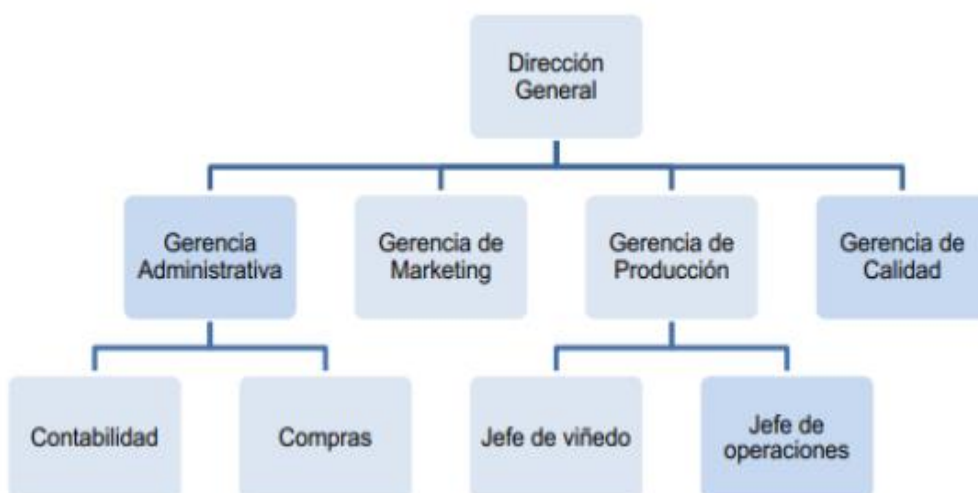 Dirección
General
Gerencia
Administrativa
Gerencia de
Marketing
Gerencia de
Producción
Gerencia de
Calidad
Contabilidad
Compras
Jefe de viñedo
Jefe de
operaciones